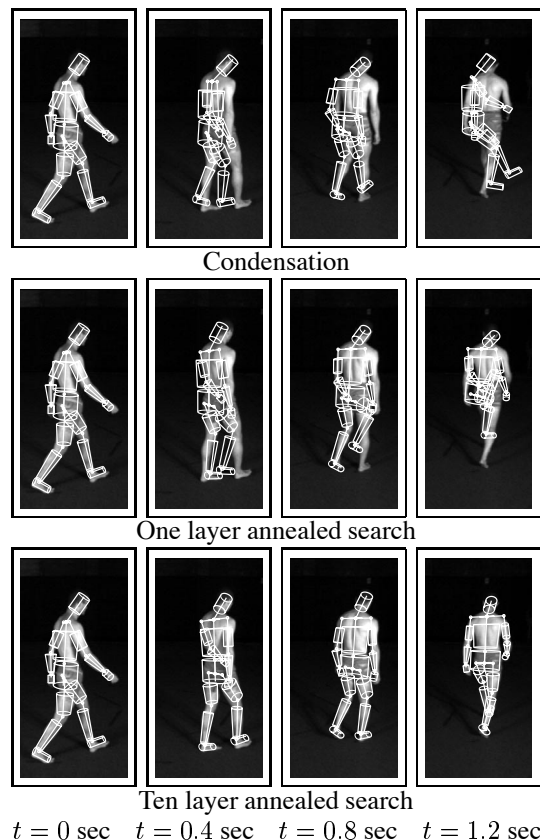 Condensation
One layer annealed search
Ten layer annealed search
t = 0 sec t = 0.4 sec t = 0.8 sec t = 1.2 sec